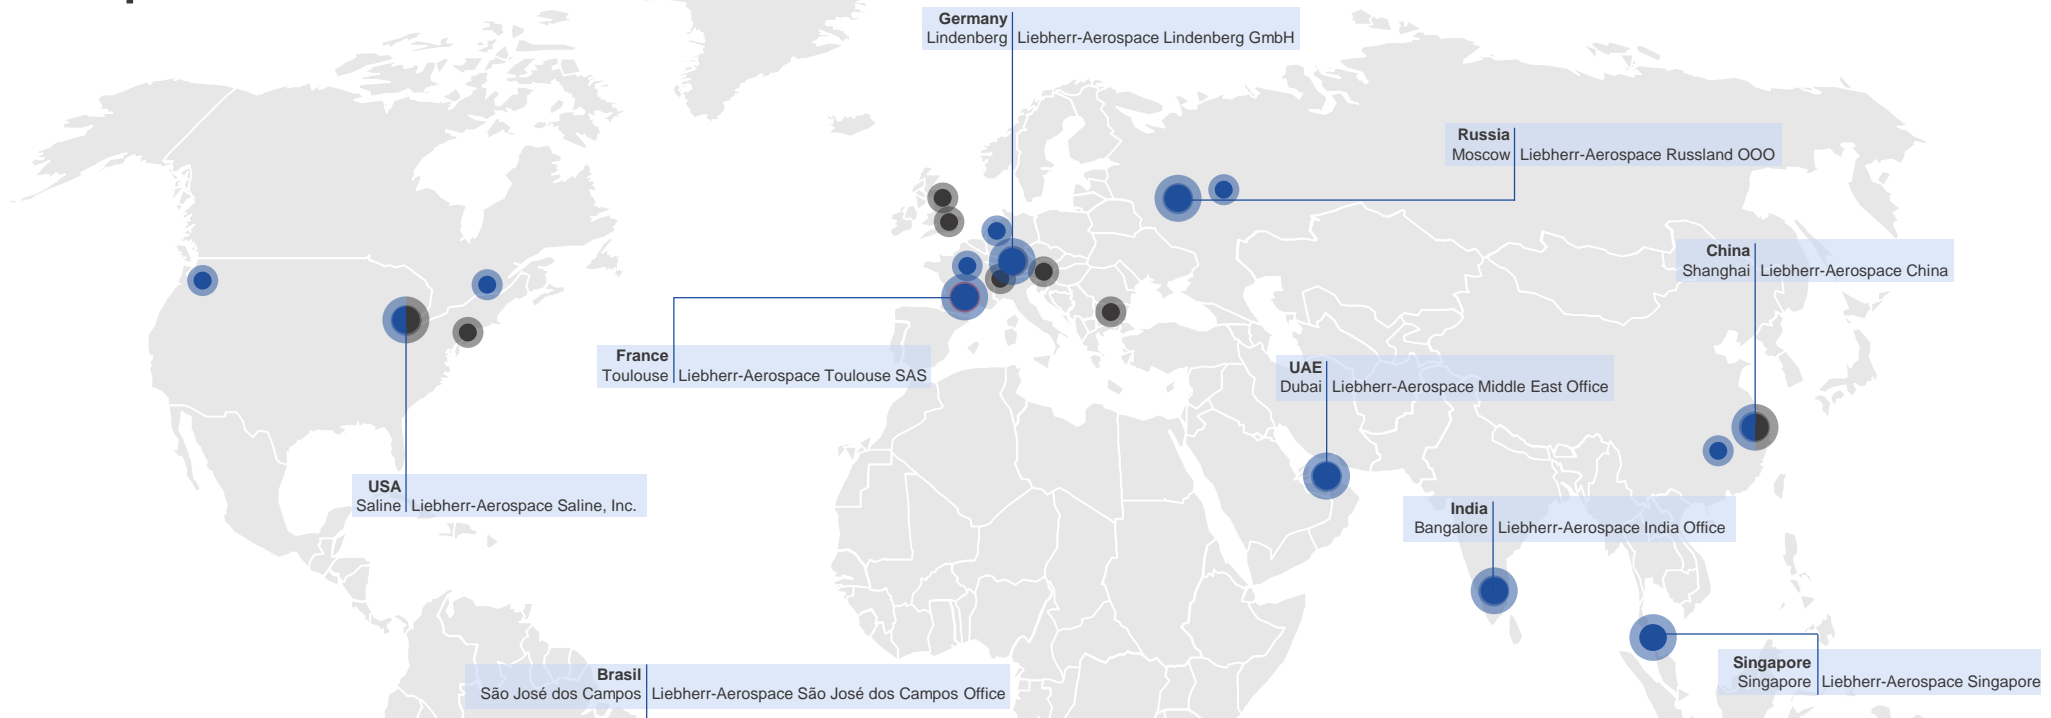 Germany
Lindenberg Liebherr-Aerospace Lindenberg GmbH
Russia
Moscow Liebherr-Aerospace Russland OOO
China
Shanghai Liebherr-Aerospace China
France
Toulouse Liebherr-Aerospace Toulouse SAS
UAE
Dubai Liebherr-Aerospace Middle East Office
USA
Saline Liebherr-Aerospace Saline, Inc.
India
Bangalore Liebherr-Aerospace India Office
Singapore
Singapore Liebherr-Aerospace Singapore
Brasil
São José dos Campos Liebherr-Aerospace São José dos Campos Office